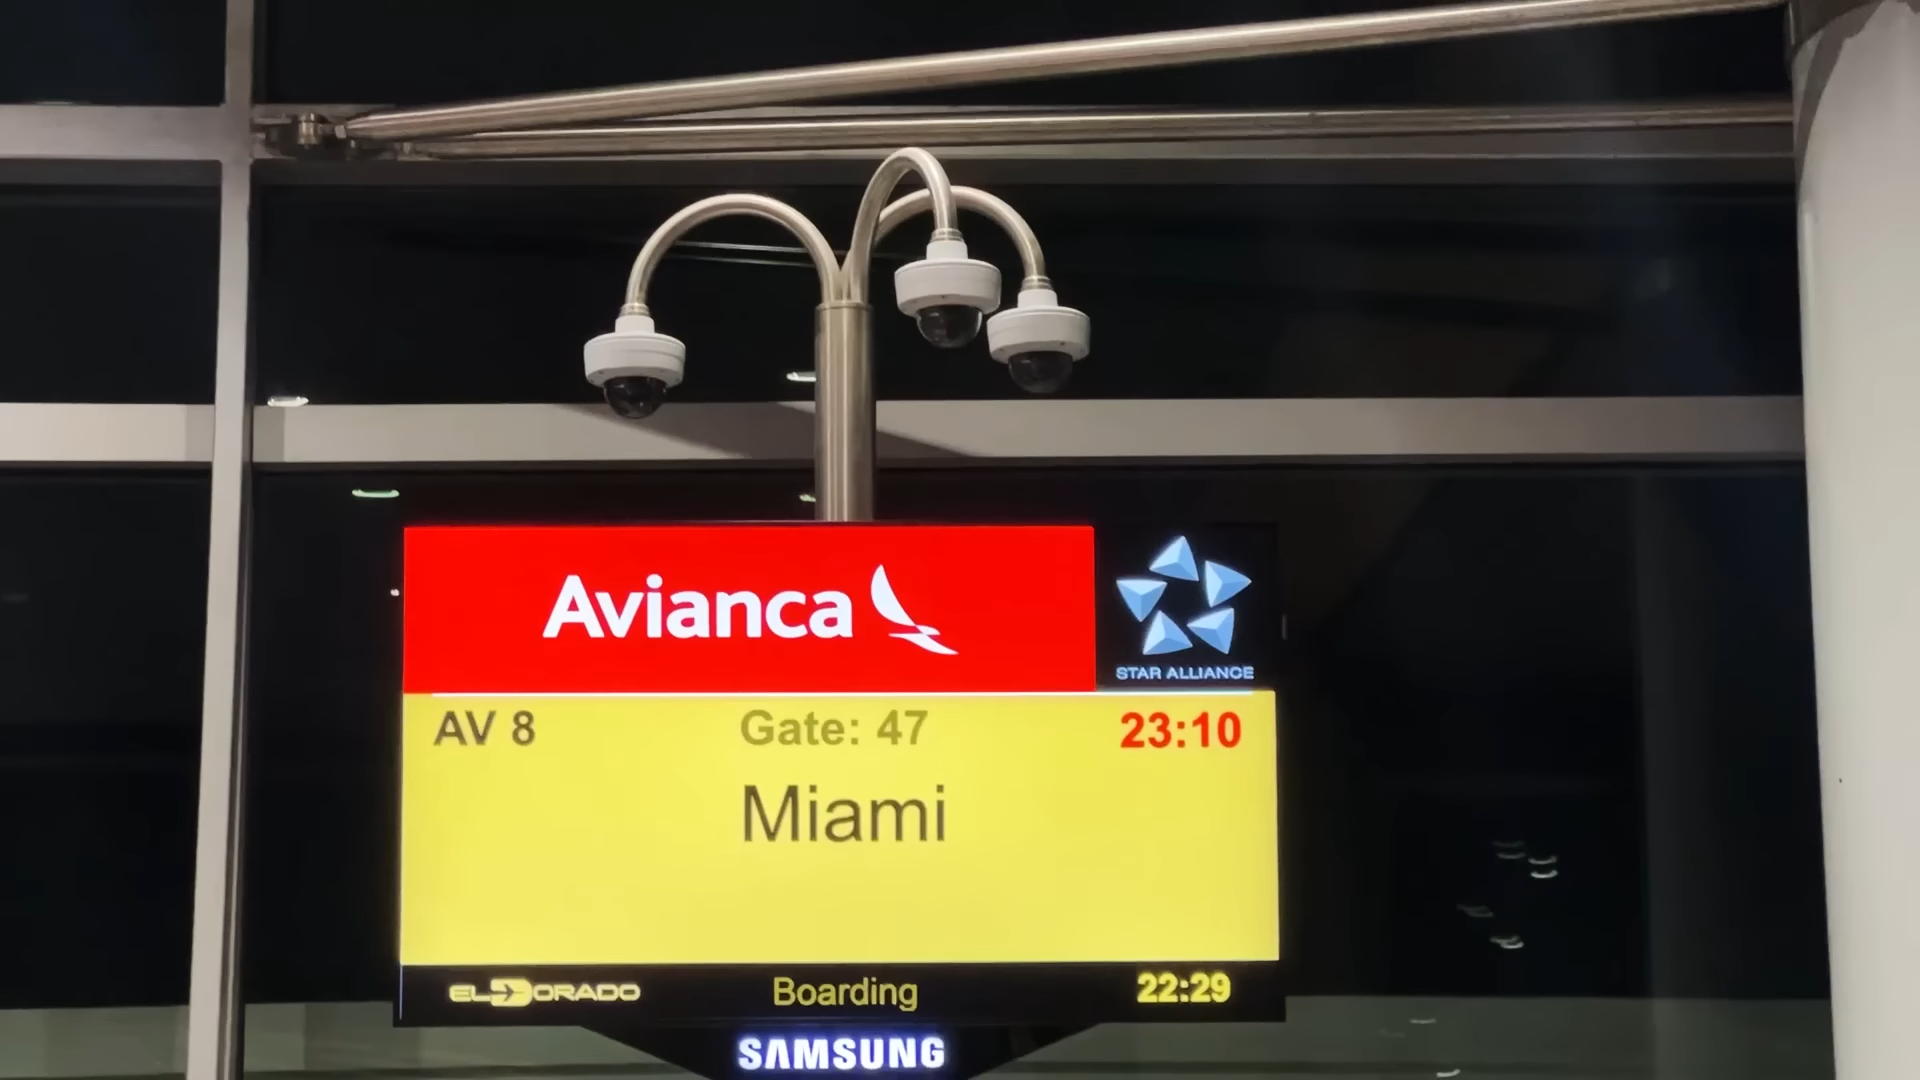 Avianca
STAR ALLIANCE
AV 8 Gate: 47 23:10
Miami
EL DORADO Boarding 22:29
SAMSUNG